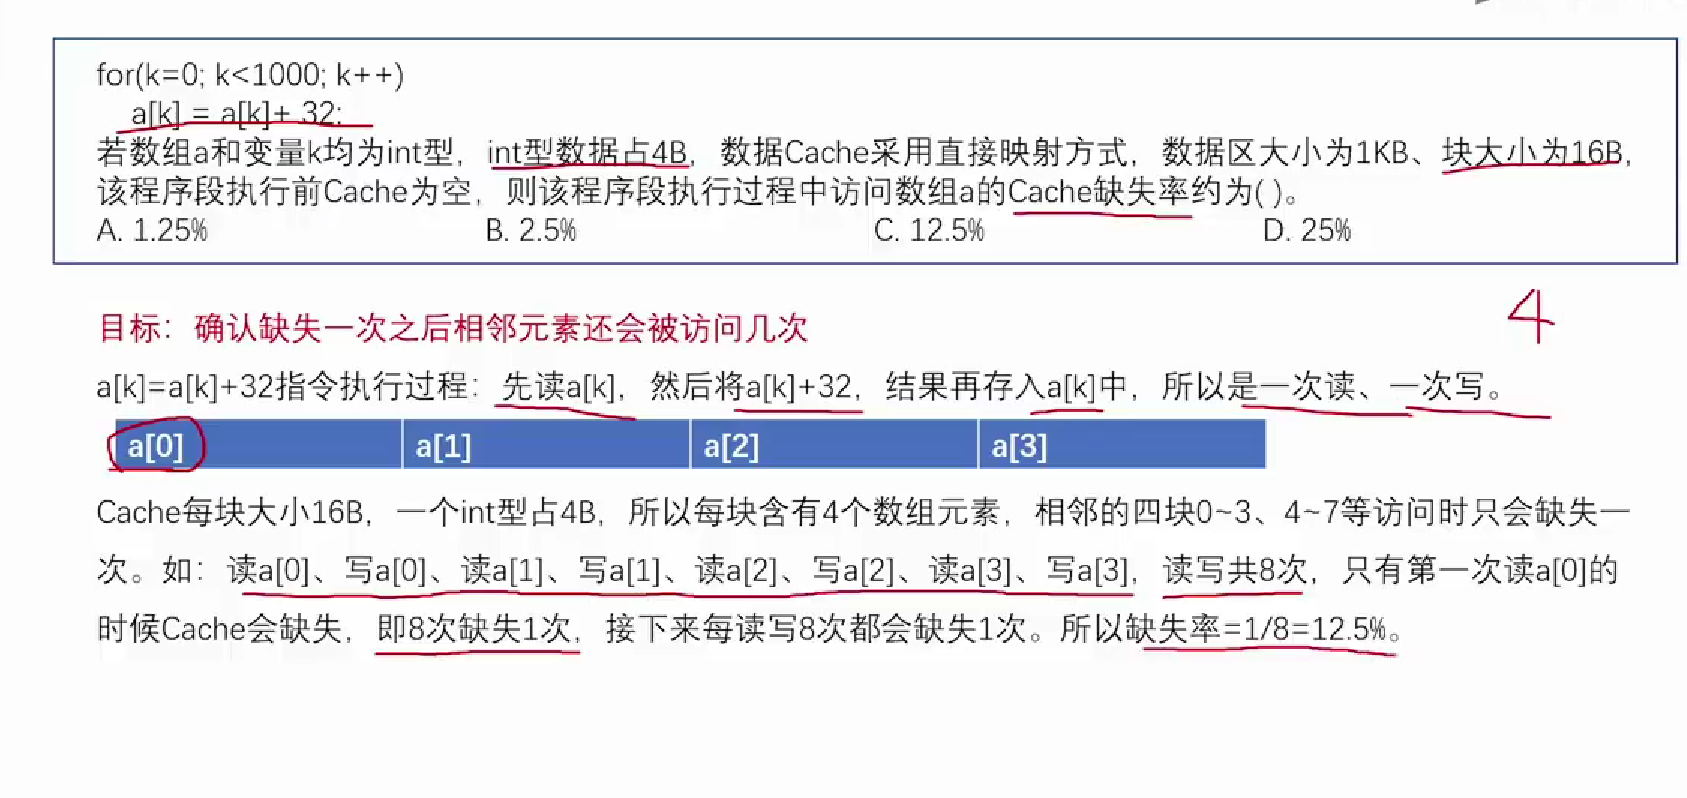 for(k=0; k<1000; k++)
a[k] = a[k]+ 32;
若数组a和变量k均为int型，int型数据占4B，数据Cache采用直接映射方式，数据区大小为1KB、块大小为16B，
该程序段执行前Cache为空，则该程序段执行过程中访问数组a的Cache缺失率约为( )。
A. 1.25% B. 2.5% C. 12.5% D. 25%
4
目标：确认缺失一次之后相邻元素还会被访问几次
a[k]=a[k]+32指令执行过程：先读a[k]，然后将a[k]+32，结果再存入a[k]中，所以是一次读、一次写。
a[0] a[1] a[2] a[3]
Cache每块大小16B，一个int型占4B，所以每块含有4个数组元素，相邻的四块0~3、4~7等访问时只会缺失一
次。如：读a[0]、写a[0]、读a[1]、写a[1]、读a[2]、写a[2]、读a[3]、写a[3]，读写共8次，只有第一次读a[0]的
时候Cache会缺失，即8次缺失1次，接下来每读写8次都会缺失1次。所以缺失率=1/8=12.5%。